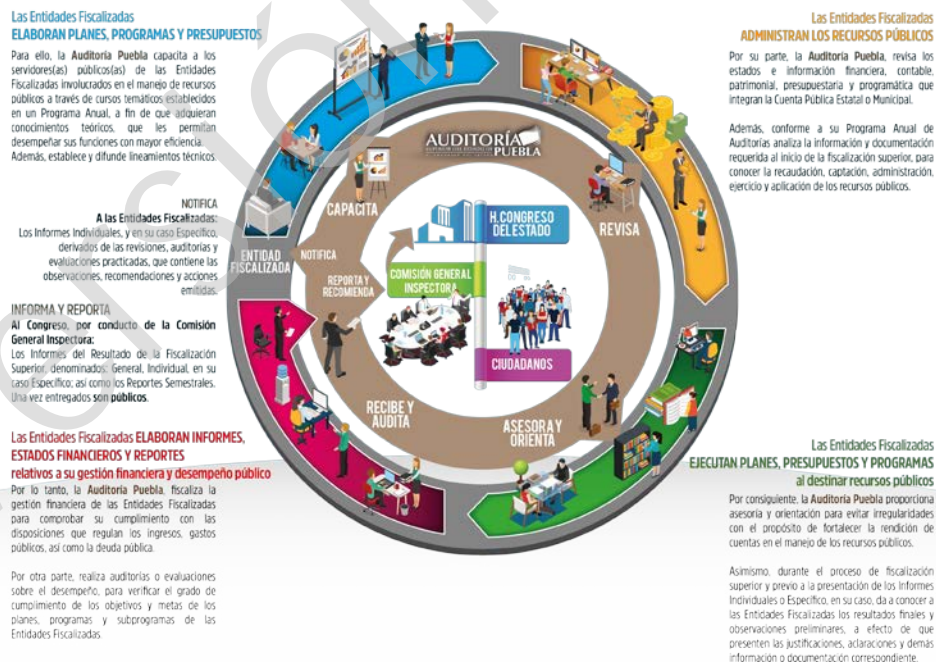 Las Entidades Fiscalizadas
ELABORAN PLANES, PROGRAMAS Y PRESUPUESTOS
Para ello, la Auditoría Puebla capacita a los
servidores(as) públicos(as) de las Entidades
Fiscalizadas involucrados en el manejo de recursos
públicos a través de cursos temáticos establecidos
en un Programa Anual, a fin de que adquieran
conocimientos teóricos, que les permitan
desempeñar sus funciones con mayor eficiencia.
Además, establece y difunde lineamientos técnicos.
NOTIFICA
A las Entidades Fiscalizadas:
Los Informes Individuales, y en su caso Específico,
derivados de las revisiones, auditorías y
evaluaciones practicadas, que contiene las
observaciones, recomendaciones y acciones
emitidas.
INFORMA Y REPORTA
Al Congreso, por conducto de la Comisión
General Inspectora:
Los Informes del Resultado de la Fiscalización
Superior, denominados: General, Individual, en su
caso Específico; así como los Reportes Semestrales.
Una vez entregados son públicos.
Las Entidades Fiscalizadas ELABORAN INFORMES,
ESTADOS FINANCIEROS Y REPORTES
relativos a su gestión financiera y desempeño público
Por lo tanto, la Auditoría Puebla, fiscaliza la
gestión financiera de las Entidades Fiscalizadas
para comprobar su cumplimiento con las
disposiciones que regulan los ingresos, gastos
públicos, así como la deuda pública.
Por otra parte, realiza auditorías o evaluaciones
sobre el desempeño, para verificar el grado de
cumplimiento de los objetivos y metas de los
planes, programas y subprogramas de las
Entidades Fiscalizadas
AUDITORÍA
PUEBLA
CAPACITA
REVISA
H. CONGRESO
DEL ESTADO
ENTIDAD
FISCALIZADA
NOTIFICA
REPORTA Y
RECOMIENDA
COMISIÓN GENERAL
INSPECTORA
CIUDADANOS
RECIBE Y
AUDITA
ASESORA Y
ORIENTA
Las Entidades Fiscalizadas
ADMINISTRAN LOS RECURSOS PÚBLICOS
Por su parte, la Auditoría Puebla, revisa los
estados e información financiera, contable,
patrimonial, presupuestaria y programática que
integran la Cuenta Pública Estatal o Municipal.
Además, conforme a su Programa Anual de
Auditorías analiza la información y documentación
requerida al inicio de la fiscalización superior, para
conocer la recaudación, captación, administración,
ejercicio y aplicación de los recursos públicos.
Las Entidades Fiscalizadas
EJECUTAN PLANES, PRESUPUESTOS Y PROGRAMAS
al destinar recursos públicos
Por consiguiente, la Auditoría Puebla proporciona
asesoría y orientación para evitar irregularidades
con el propósito de fortalecer la rendición de
cuentas en el manejo de los recursos públicos.
Asimismo, durante el proceso de fiscalización
superior y previo a la presentación de los Informes
Individuales o Específico, en su caso, da a conocer a
las Entidades Fiscalizadas los resultados finales y
observaciones preliminares, a efecto de que
presenten las justificaciones, aclaraciones y demás
información o documentación correspondiente.